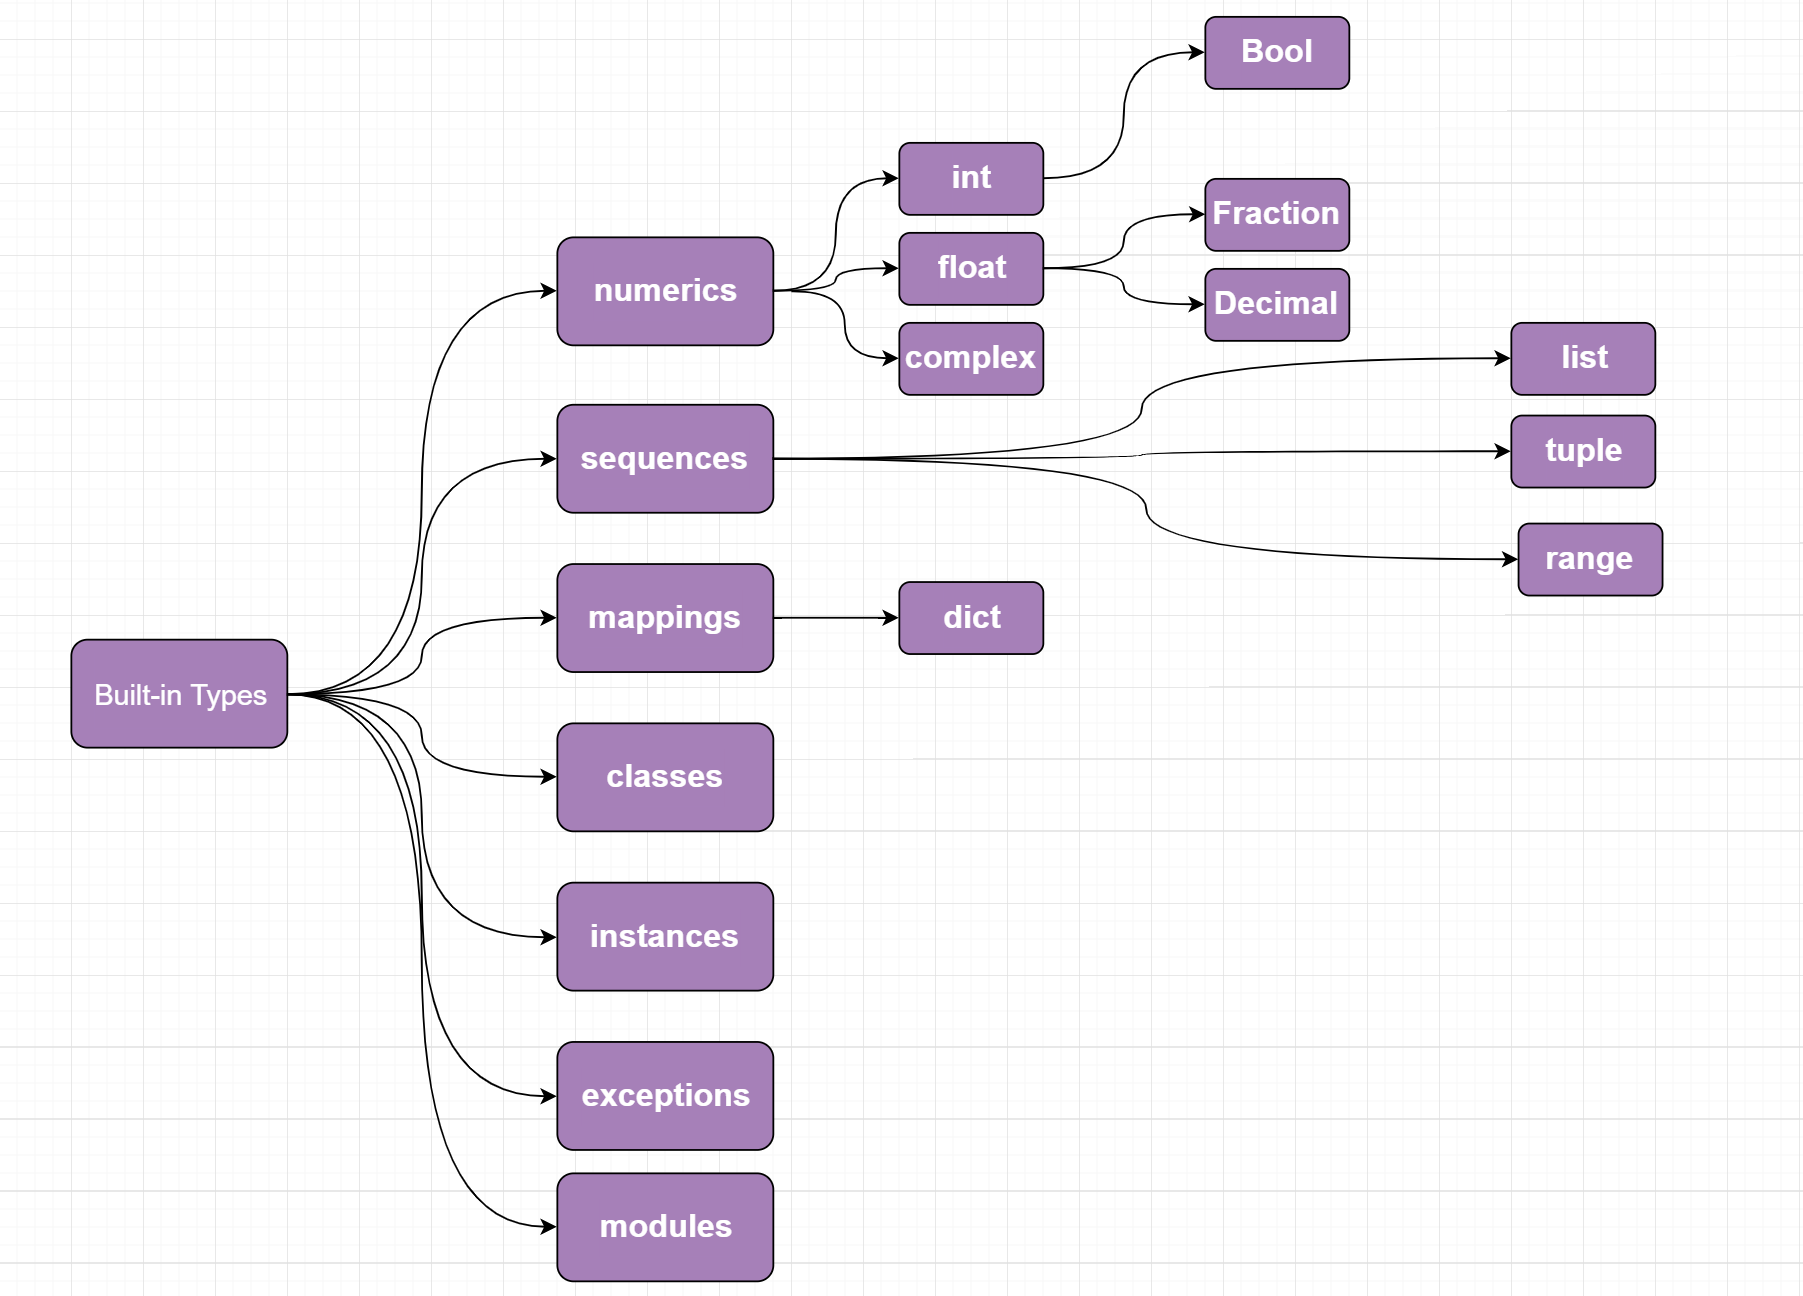 Bool
int
Fraction
float
numerics
Decimal
complex
list
sequences
tuple
range
mappings
dict
Built-in Types
classes
instances
exceptions
modules